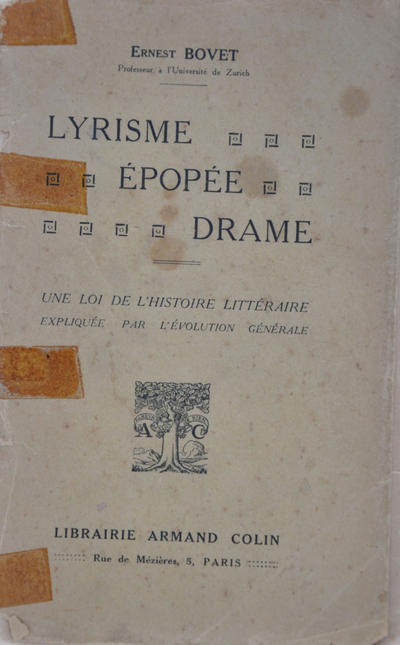 ERNEST BOVET
Professeur à l'Université de Zurich
LYRISME
ÉPOPÉE
DRAME
UNE LOI DE L'HISTOIRE LITTÉRAIRE
EXPLIQUÉE PAR L'ÉVOLUTION GÉNÉRALE
A C
LIBRAIRIE ARMAND COLIN
Rue de Mézières, 5, PARIS